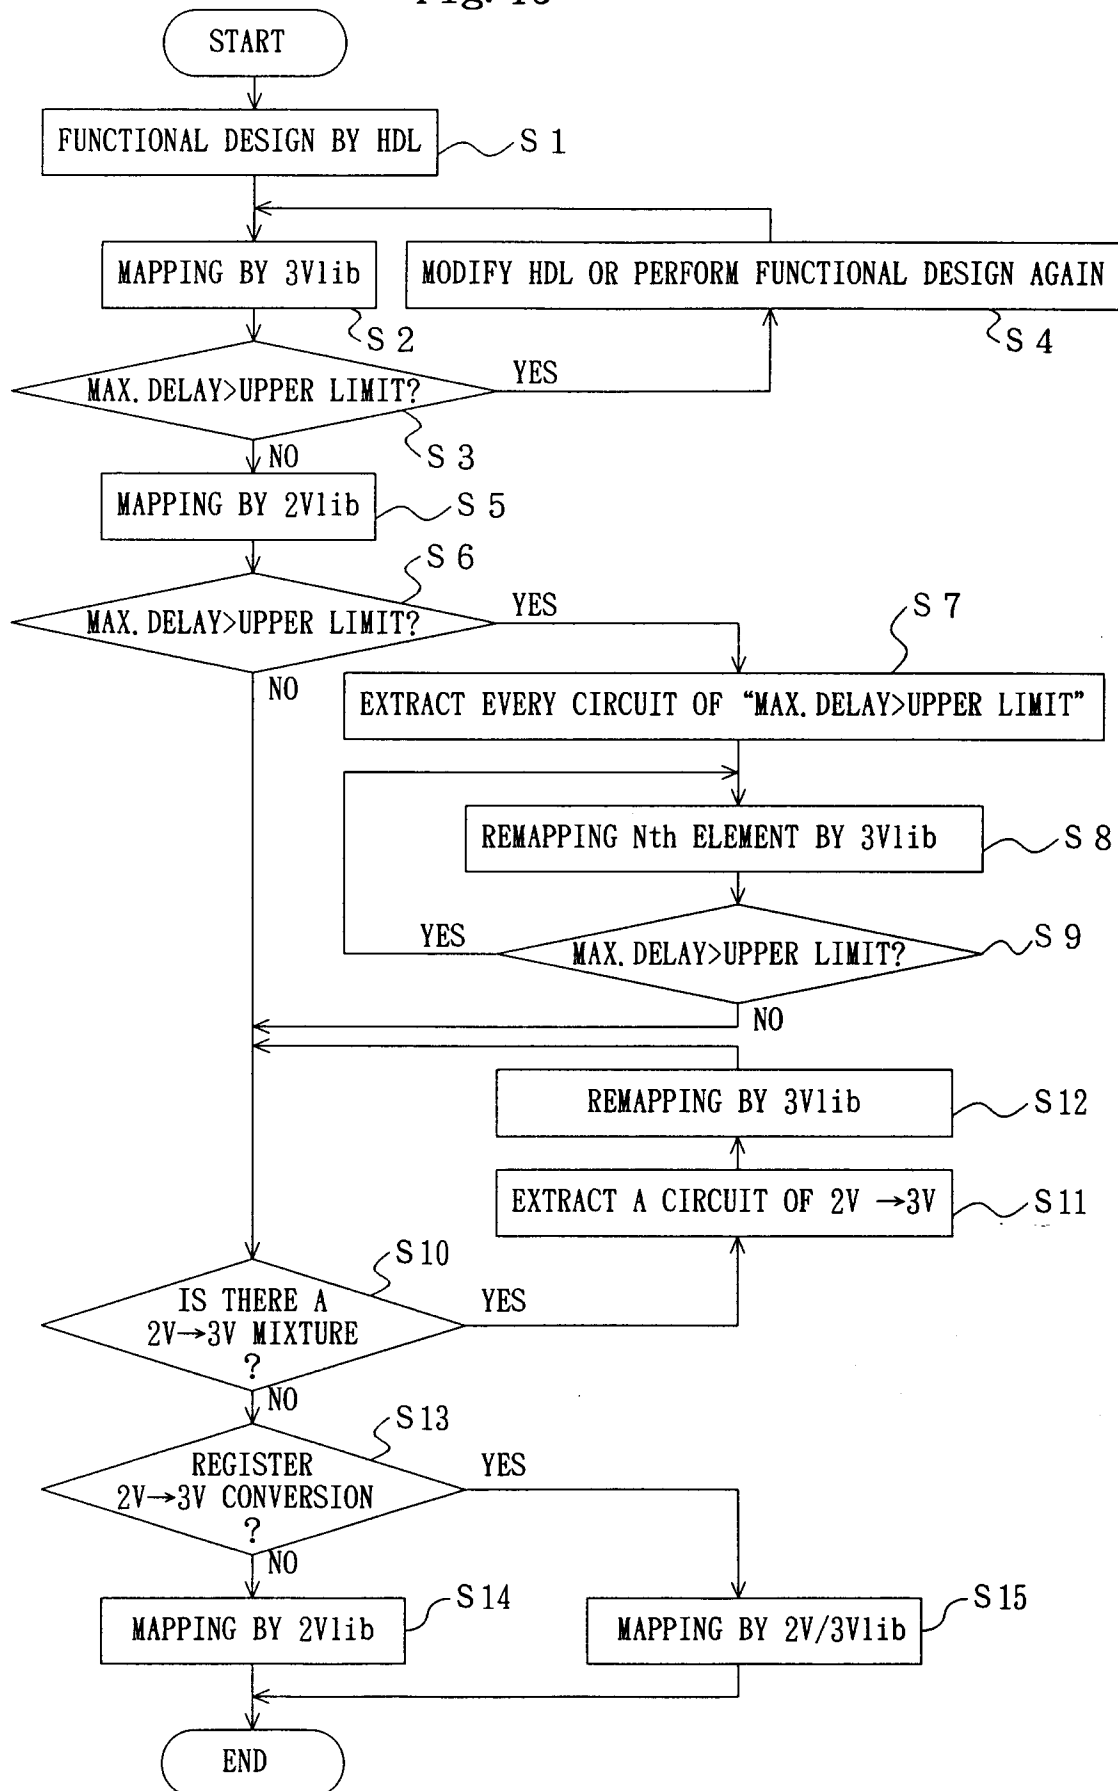 START
FUNCTIONAL DESIGN BY HDL
S1
MAPPING BY 3Vlib
S2
MODIFY HDL OR PERFORM FUNCTIONAL DESIGN AGAIN
S4
MAX.DELAY>UPPER LIMIT?
YES
S3
NO
MAPPING BY 2Vlib
S5
S6
MAX.DELAY>UPPER LIMIT?
YES
NO
S7
EXTRACT EVERY CIRCUIT OF “MAX.DELAY>UPPER LIMIT”
REMAPPING Nth ELEMENT BY 3Vlib
S8
YES
MAX.DELAY>UPPER LIMIT?
S9
NO
REMAPPING BY 3Vlib
S12
EXTRACT A CIRCUIT OF 2V →3V
S11
S10
IS THERE A
2V→3V MIXTURE
?
YES
NO
S13
REGISTER
2V→3V CONVERSION
?
YES
NO
MAPPING BY 2Vlib
S14
MAPPING BY 2V/3Vlib
S15
END